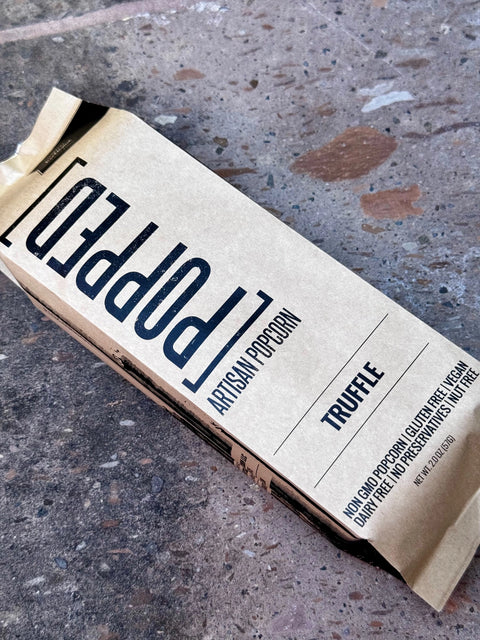 [POPPED]
ARTISAN POPCORN
TRUFFLE
NON GMO POPCORN | GLUTEN FREE | VEGAN
DAIRY FREE | NO PRESERVATIVES | NUT FREE
NET WT. 2.0 OZ (57G)